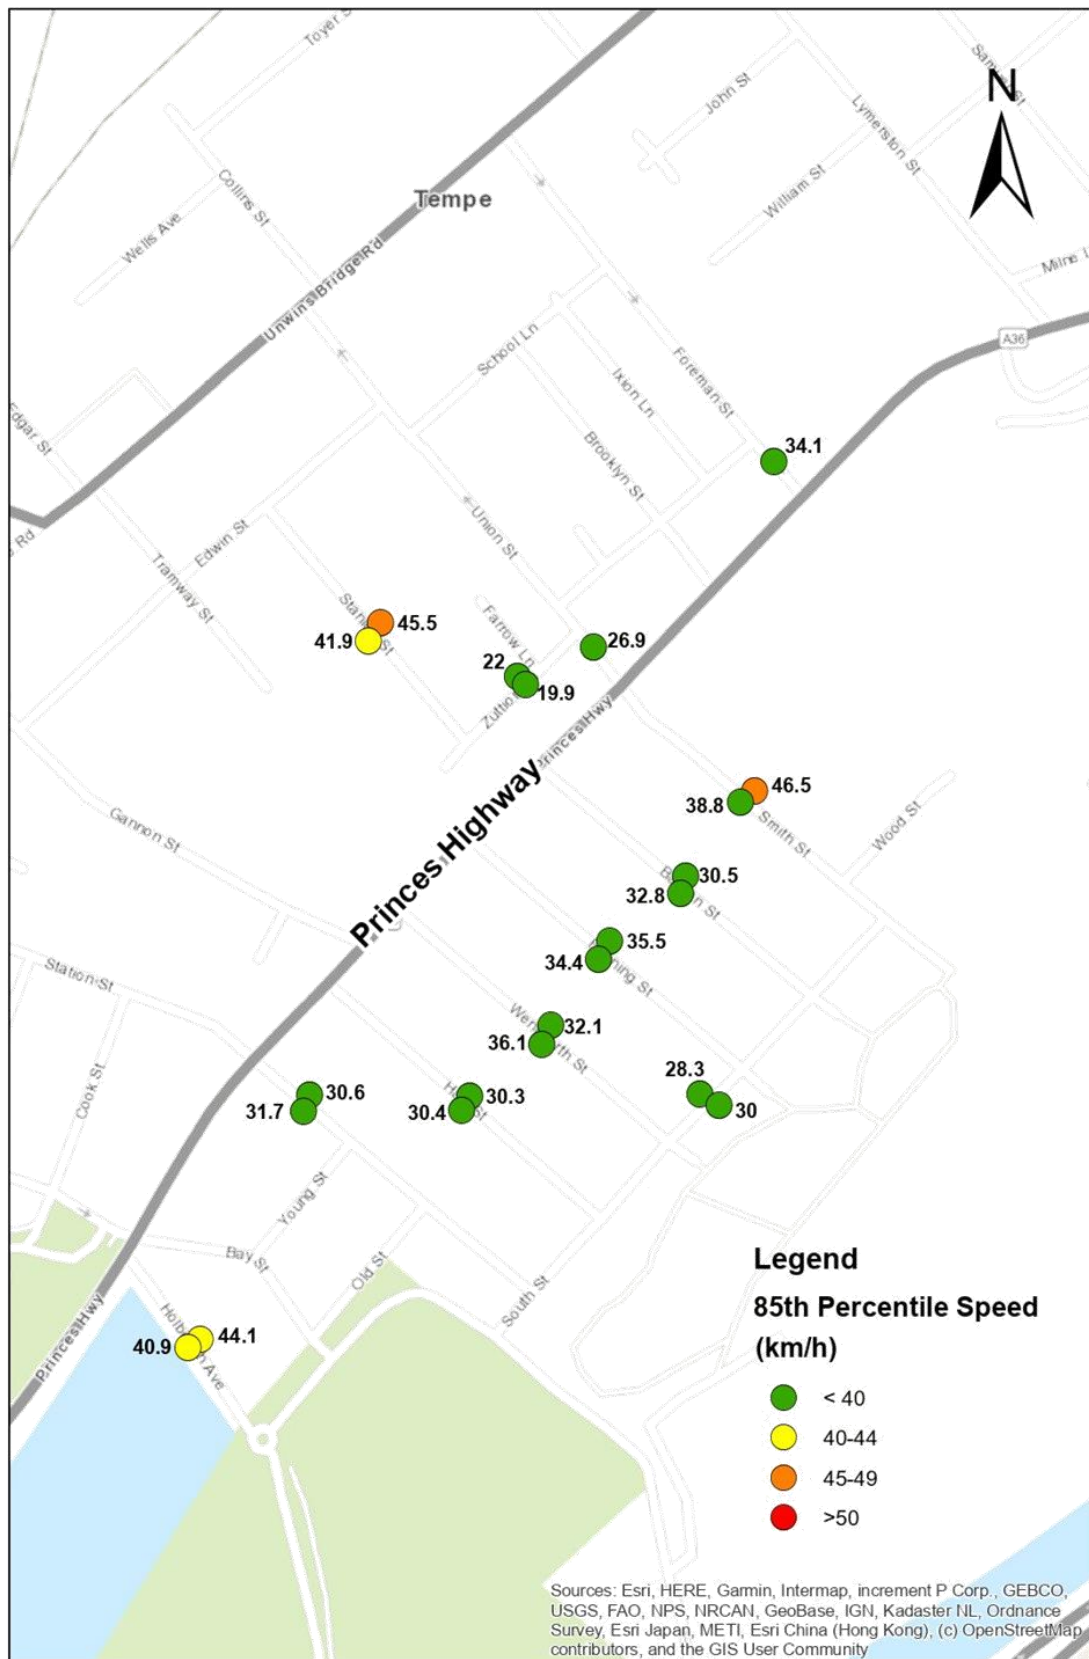 Toyer S
Samuel St
N
John St
Lymerston St
Collins St
Tempe
William St
Wells Ave
Milne L
Unwins Bridge Rd
A36
School Ln
Foreman St
Ixion Ln
Edgar St
Brooklyn St
34.1
Union St
e Rd
Edwin St
Tramway St
45.5
41.9
Farrow Ln
26.9
22
19.9
Princes Hwy
Princes Highway
46.5
38.8
Smith St
Wood St
Gannon St
30.5
32.8
35.5
34.4
Station St
32.1
36.1
28.3
30
Cook St
30.6
31.7
30.3
30.4
Young St
Bay St
Old St
South St
Princes Hwy
44.1
40.9
Legend
85th Percentile Speed
(km/h)
< 40
40-44
45-49
>50
Sources: Esri, HERE, Garmin, Intermap, increment P Corp., GEBCO,
USGS, FAO, NPS, NRCAN, GeoBase, IGN, Kadaster NL, Ordnance
Survey, Esri Japan, METI, Esri China (Hong Kong), (c) OpenStreetMap
contributors, and the GIS User Community